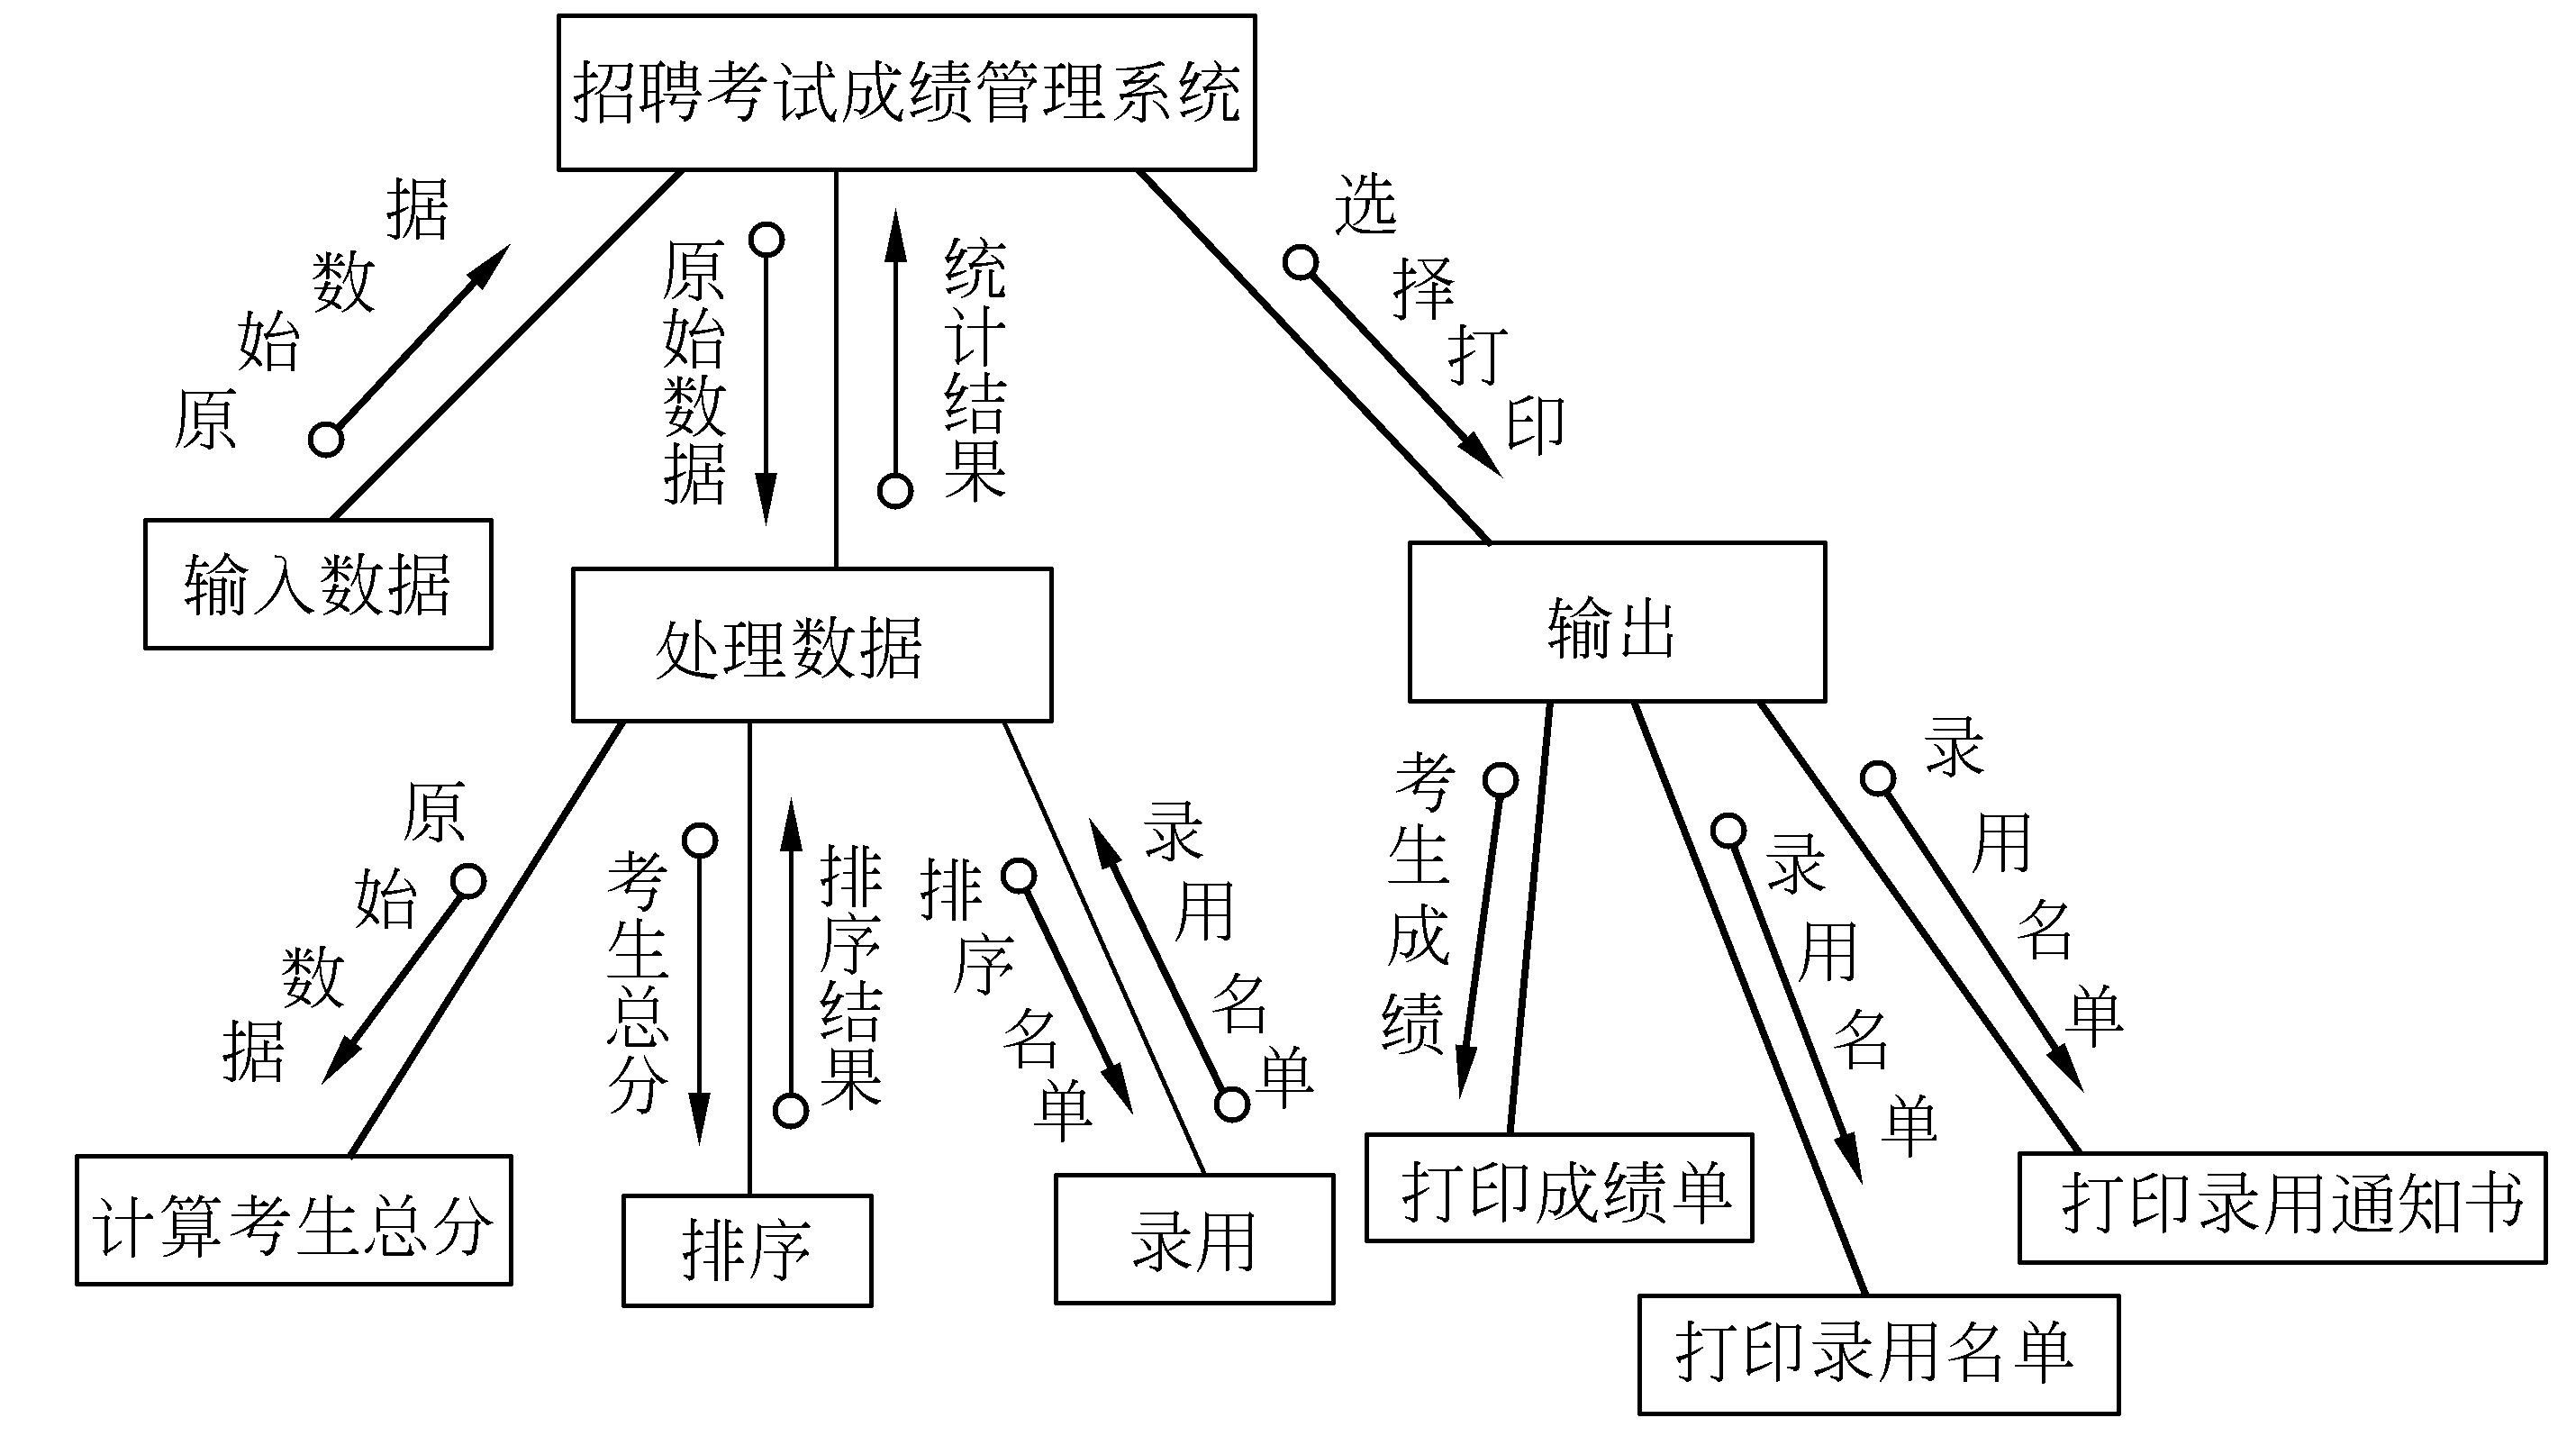 招聘考试成绩管理系统
原始数据
原始数据
统计结果
选择打印
输入数据
处理数据
输出
原始数据
考生总分
排序结果
排序名单
录用名单
考生成绩
录用名单
录用名单
计算考生总分
排序
录用
打印成绩单
打印录用名单
打印录用通知书